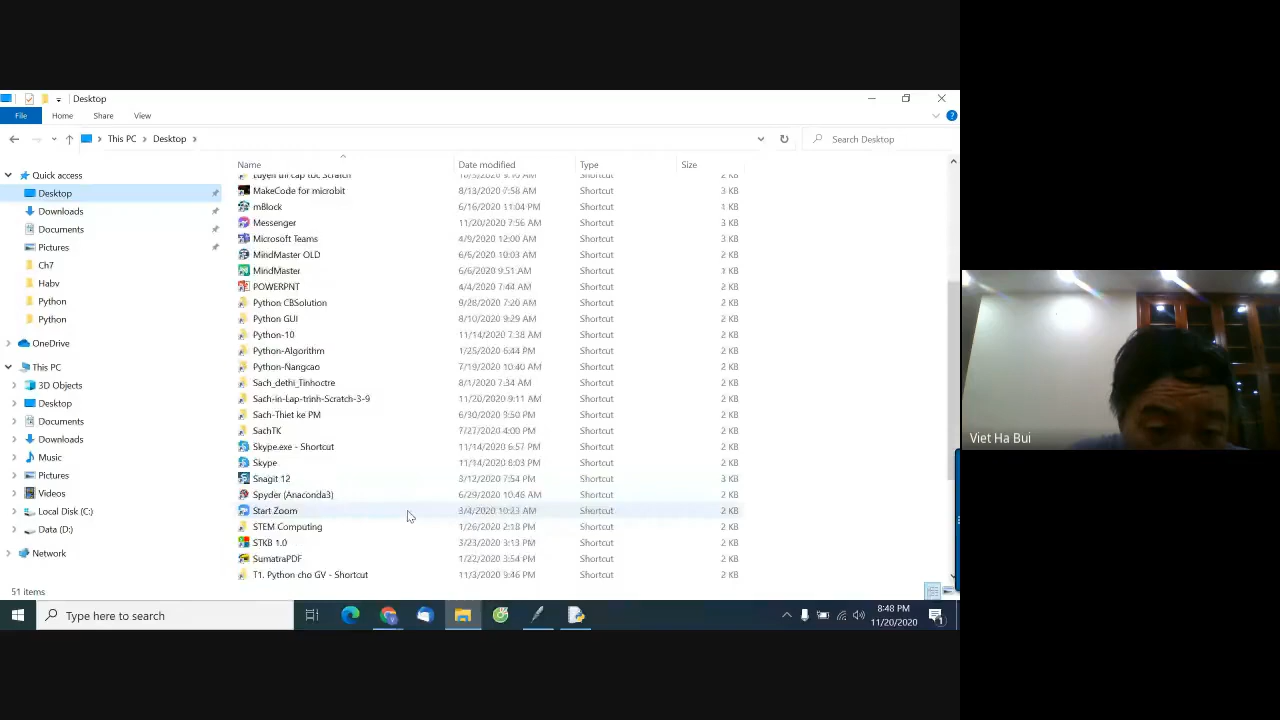 Desktop
File Home Share View
This PC Desktop
Search Desktop
Name Date modified Type Size
Luyen thi cap toc Scratch 10/5/2020 9:10 AM Shortcut 2 KB
MakeCode for microbit 8/13/2020 7:58 AM Shortcut 3 KB
mBlock 6/16/2020 11:04 PM Shortcut 1 KB
Messenger 11/20/2020 7:56 AM Shortcut 3 KB
Microsoft Teams 4/9/2020 12:00 AM Shortcut 3 KB
MindMaster OLD 6/6/2020 10:03 AM Shortcut 2 KB
MindMaster 6/6/2020 9:51 AM Shortcut 1 KB
POWERPNT 4/4/2020 7:44 AM Shortcut 3 KB
Python CBSolution 9/28/2020 7:20 AM Shortcut 2 KB
Python GUI 8/10/2020 9:29 AM Shortcut 2 KB
Python-10 11/14/2020 7:38 AM Shortcut 2 KB
Python-Algorithm 1/25/2020 6:44 PM Shortcut 2 KB
Python-Nangcao 7/19/2020 10:40 AM Shortcut 2 KB
Sach_dethi_Tinhoctre 8/1/2020 7:34 AM Shortcut 2 KB
Sach-in-Lap-trinh-Scratch-3-9 11/20/2020 9:11 AM Shortcut 2 KB
Sach-Thiet ke PM 6/30/2020 9:50 PM Shortcut 2 KB
SachTK 7/27/2020 4:00 PM Shortcut 2 KB
Skype.exe - Shortcut 11/14/2020 6:57 PM Shortcut 2 KB
Skype 11/14/2020 6:03 PM Shortcut 2 KB
Snagit 12 3/12/2020 7:54 PM Shortcut 3 KB
Spyder (Anaconda3) 6/29/2020 10:46 AM Shortcut 2 KB
Start Zoom 3/4/2020 10:23 AM Shortcut 2 KB
STEM Computing 1/26/2020 2:18 PM Shortcut 2 KB
STKB 1.0 3/23/2020 3:13 PM Shortcut 2 KB
SumatraPDF 1/22/2020 3:54 PM Shortcut 2 KB
T1. Python cho GV - Shortcut 11/3/2020 9:46 PM Shortcut 2 KB
Quick access
Desktop
Downloads
Documents
Pictures
Ch7
Habv
Python
Python
OneDrive
This PC
3D Objects
Desktop
Documents
Downloads
Music
Pictures
Videos
Local Disk (C:)
Data (D:)
Network
51 items
Type here to search
8:48 PM
11/20/2020
Viet Ha Bui